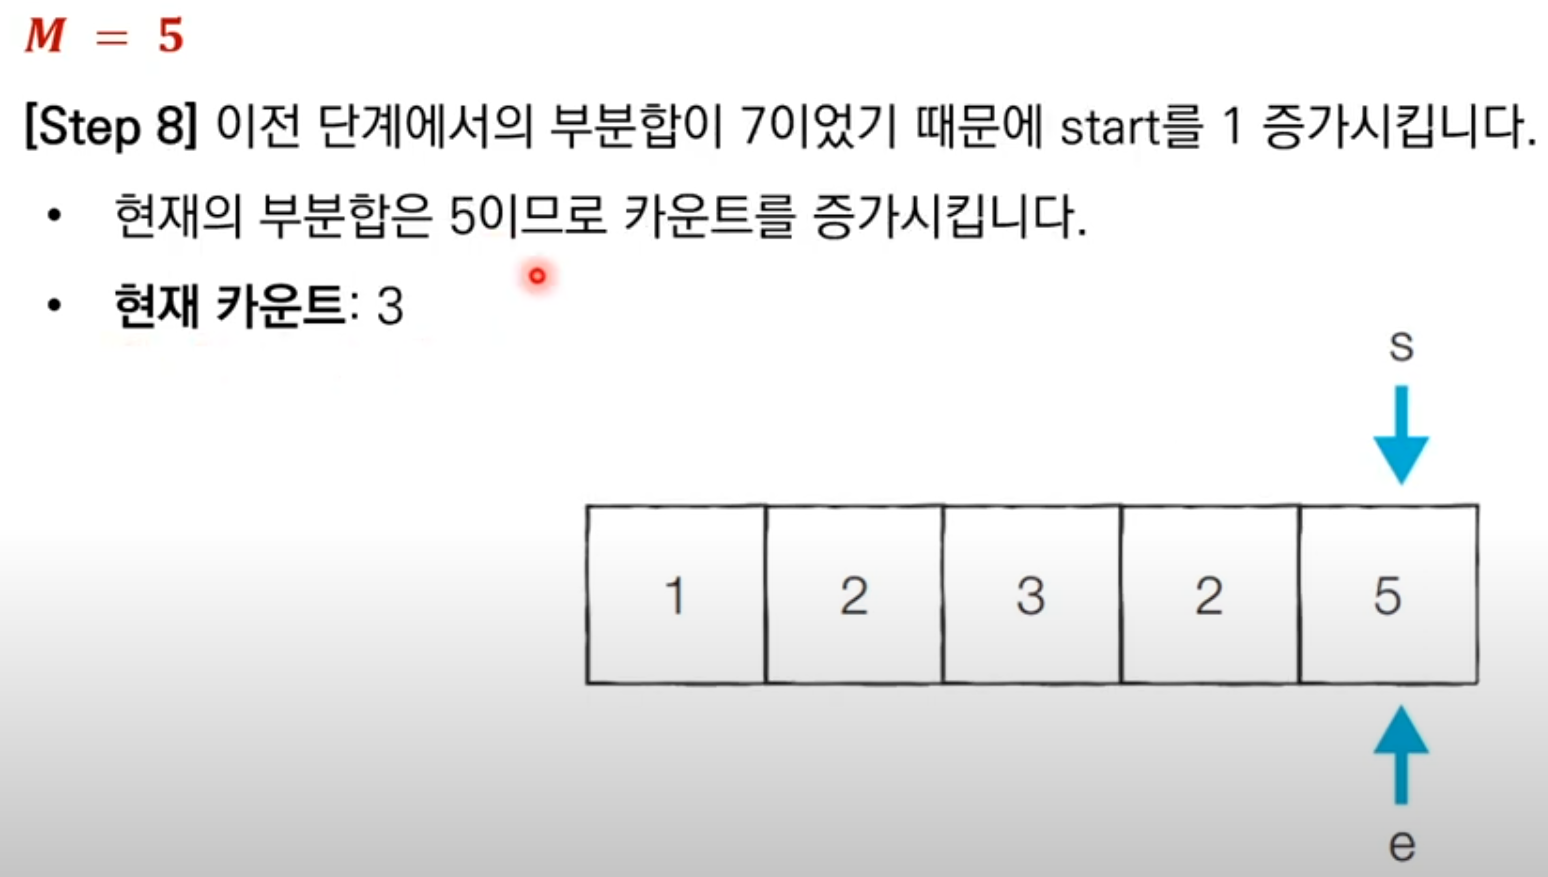 M = 5
[Step 8] 이전 단계에서의 부분합이 7이었기 때문에 start를 1 증가시킵니다.
• 현재의 부분합은 5이므로 카운트를 증가시킵니다.
• 현재 카운트: 3
s
1 2 3 2 5
e